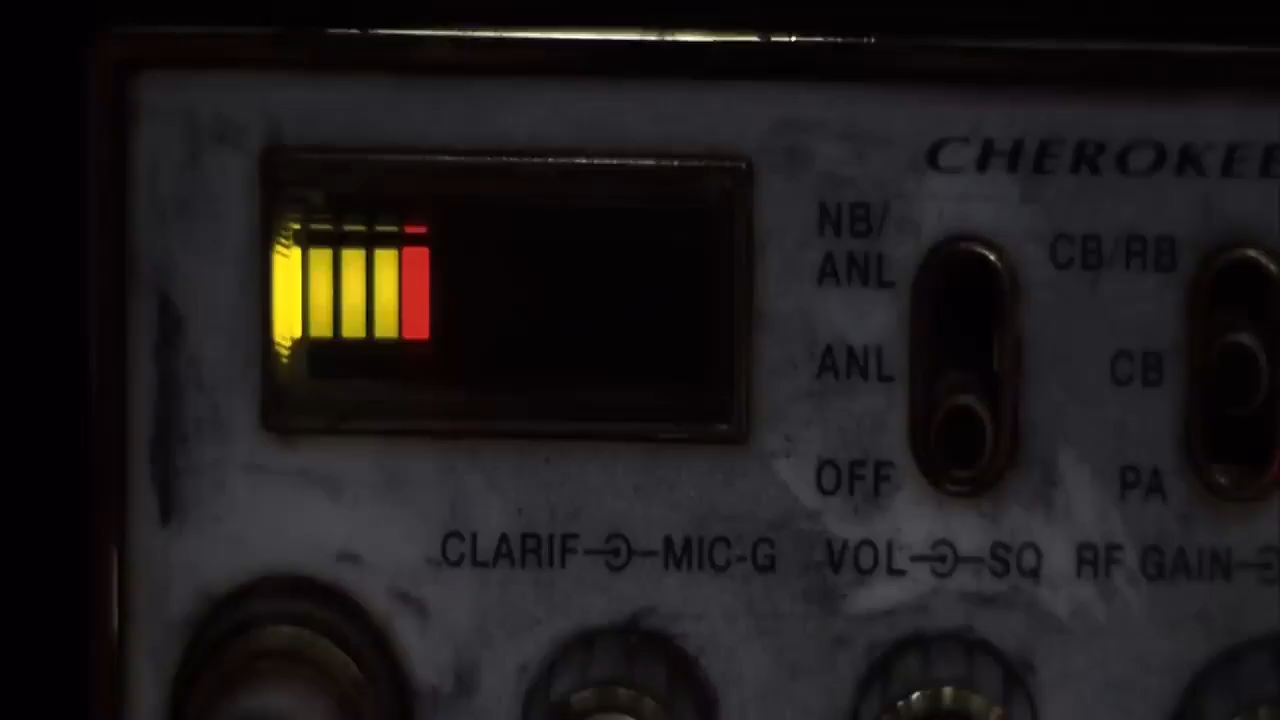 CHEROKEE
NB/
ANL
CB/RB
ANL
CB
OFF
PA
CLARIF MIC-G
VOL SQ
RF GAIN